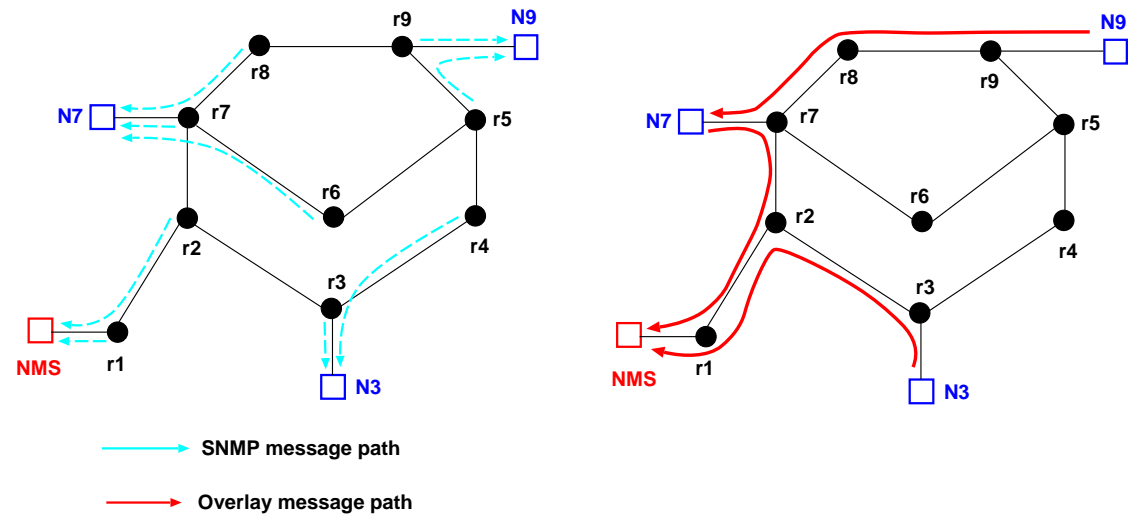 N9
r9
r8
N7
r7
r5
r6
r2
r4
r3
NMS
r1
N3
SNMP message path
Overlay message path
N9
r8
r9
N7
r7
r5
r6
r2
r4
r3
NMS
r1
N3